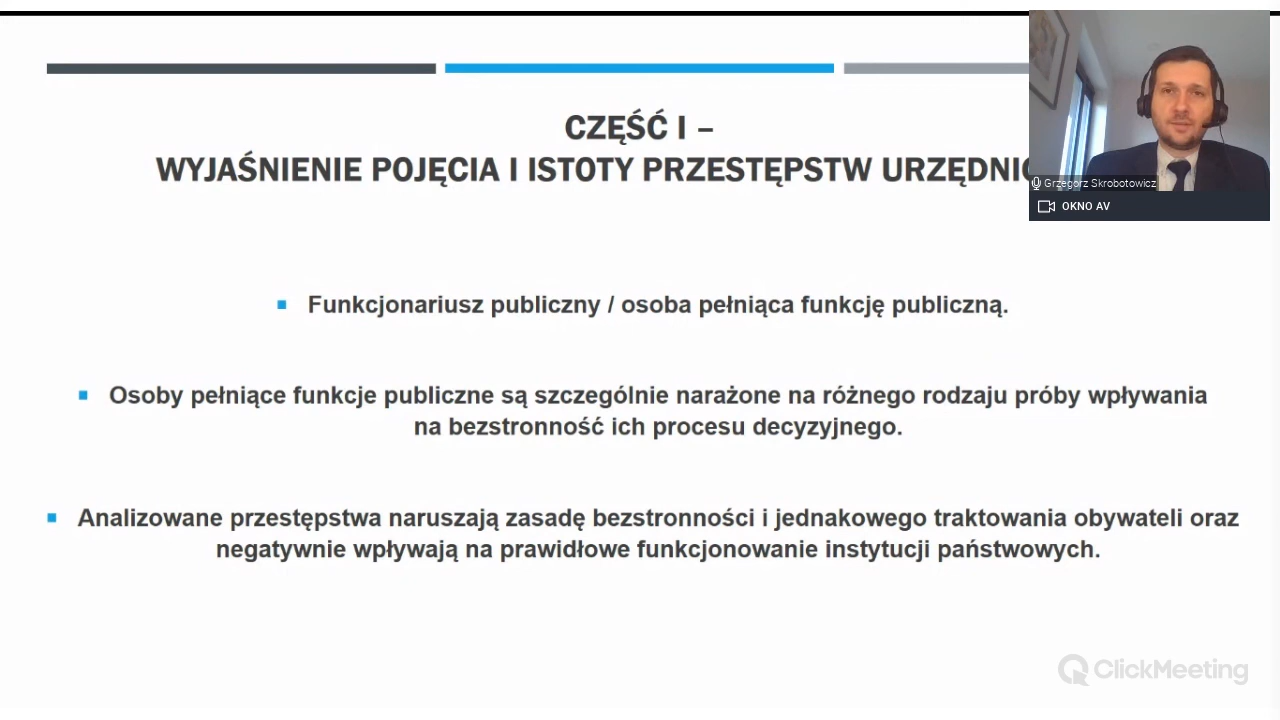 CZĘŚĆ I –
WYJAŚNIENIE POJĘCIA I ISTOTY PRZESTĘPSTW
Grzegorz Skrobotowicz
OKNO AV
Funkcjonariusz publiczny / osoba pełniąca funkcję publiczną.
Osoby pełniące funkcje publiczne są szczególnie narażone na różnego rodzaju próby wpływania
na bezstronność ich procesu decyzyjnego.
Analizowane przestępstwa naruszają zasadę bezstronności i jednakowego traktowania obywateli oraz
negatywnie wpływają na prawidłowe funkcjonowanie instytucji państwowych.
ClickMeeting